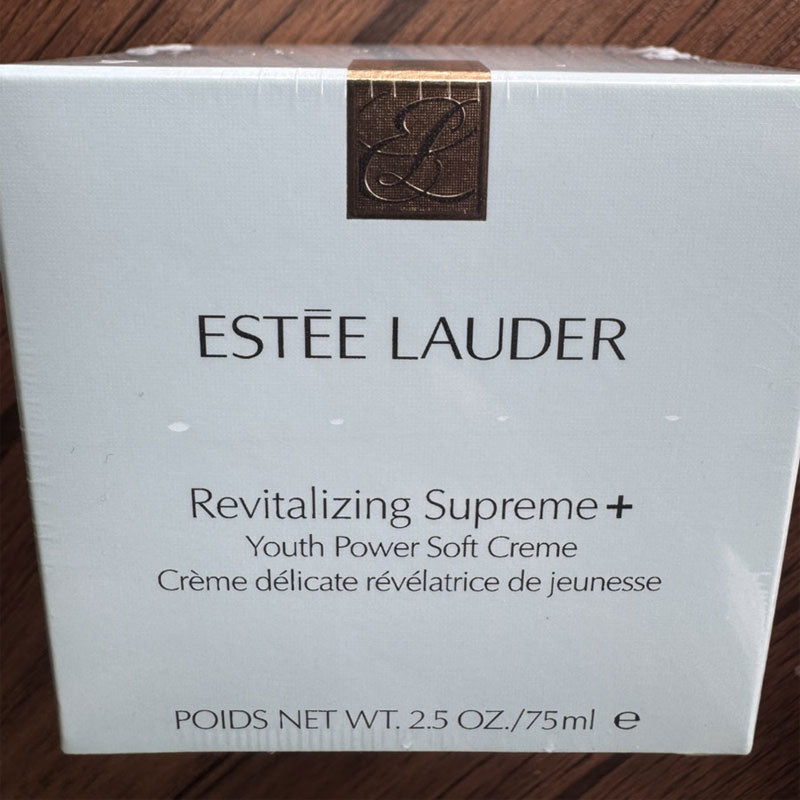 EL
ESTĒE LAUDER
Revitalizing Supreme+
Youth Power Soft Creme
Crème délicate révélatrice de jeunesse
POIDS NET WT. 2.5 OZ./75ml ℮